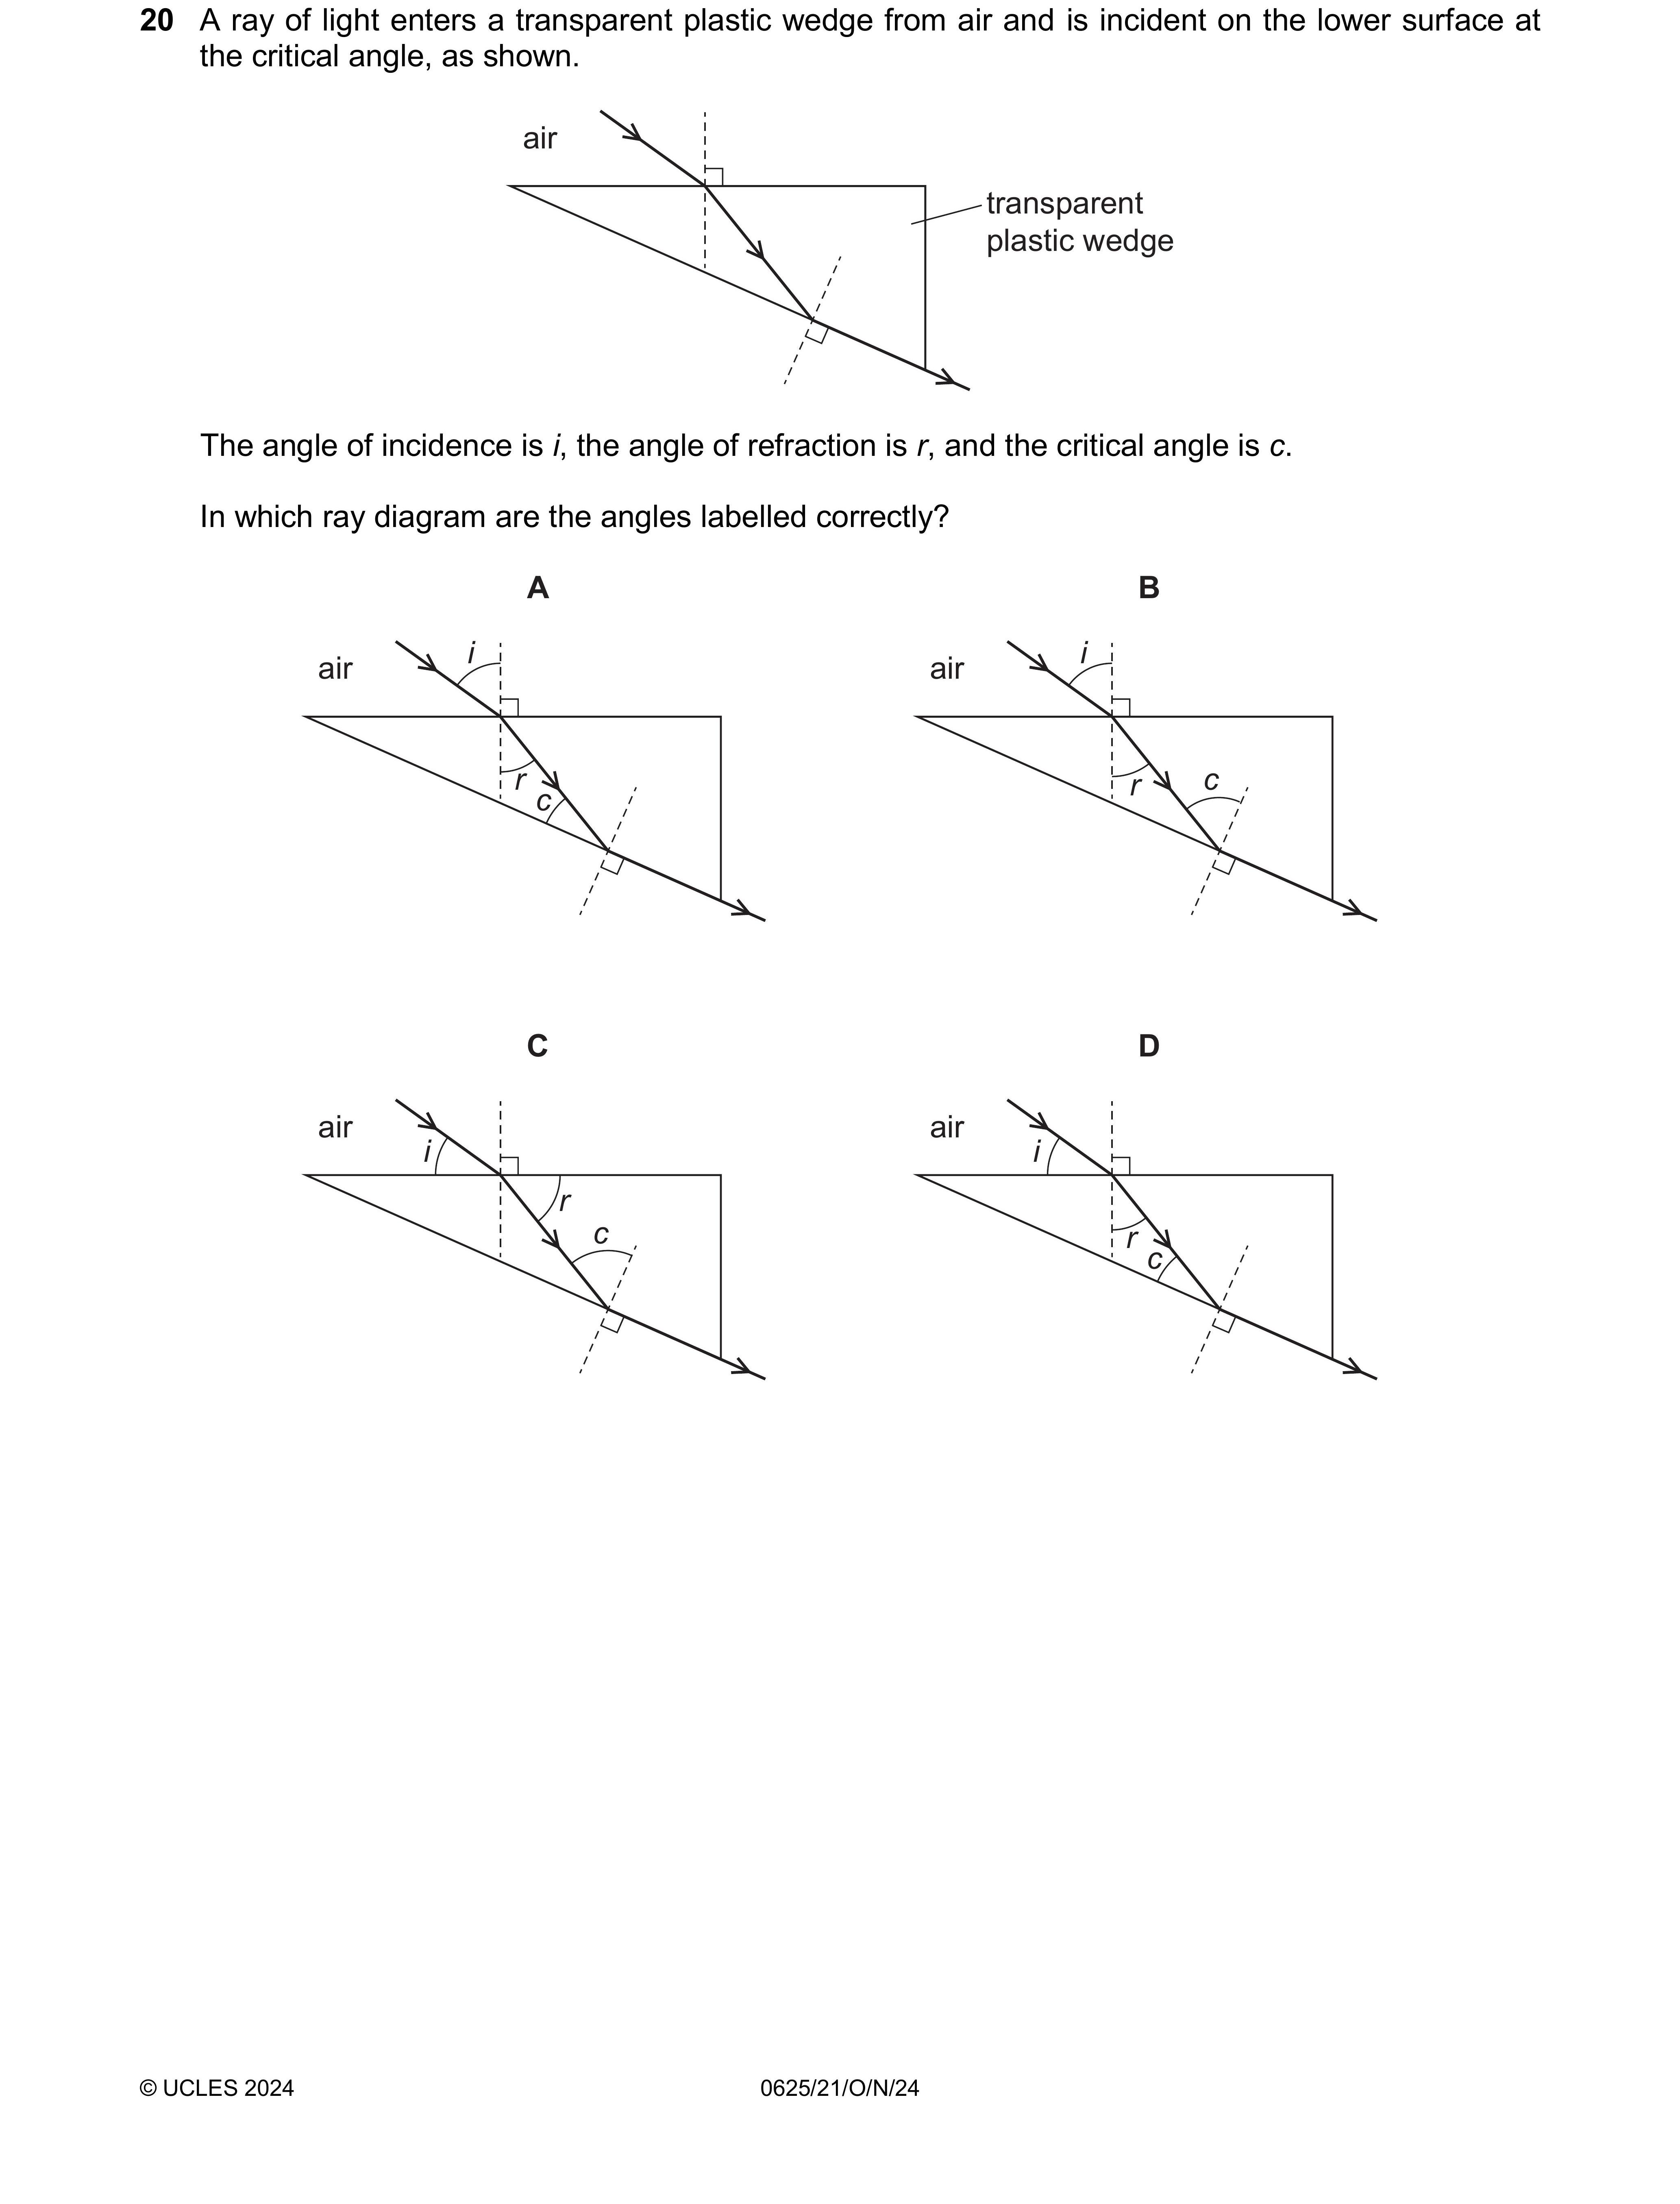 20 A ray of light enters a transparent plastic wedge from air and is incident on the lower surface at
the critical angle, as shown.
air
transparent
plastic wedge
The angle of incidence is i, the angle of refraction is r, and the critical angle is c.
In which ray diagram are the angles labelled correctly?
A
B
air
i
r
c
air
i
r
c
C
D
air
i
r
c
air
i
r
c
© UCLES 2024
0625/21/O/N/24